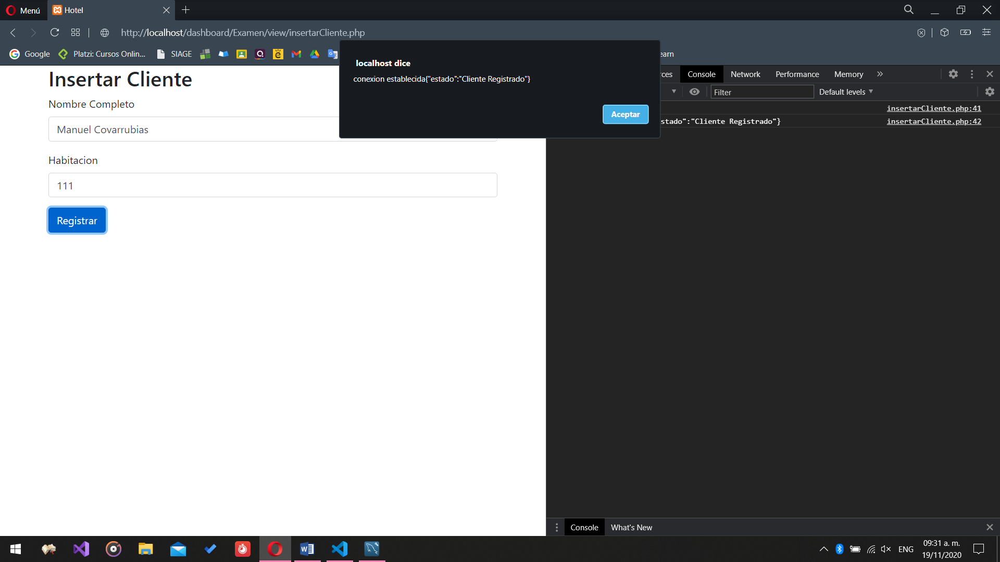 Menú
Hotel
http://localhost/dashboard/Examen/view/insertarCliente.php
Google
Platzi: Cursos Onlin...
SIAGE
earn
localhost dice
conexion establecida{"estado":"Cliente Registrado"}
Aceptar
Insertar Cliente
Nombre Completo
Manuel Covarrubias
Habitacion
111
Registrar
rces
Console
Network
Performance
Memory
Filter
Default levels
insertarCliente.php:41
stado":"Cliente Registrado"}
insertarCliente.php:42
Console
What's New
ENG
09:31 a. m.
19/11/2020